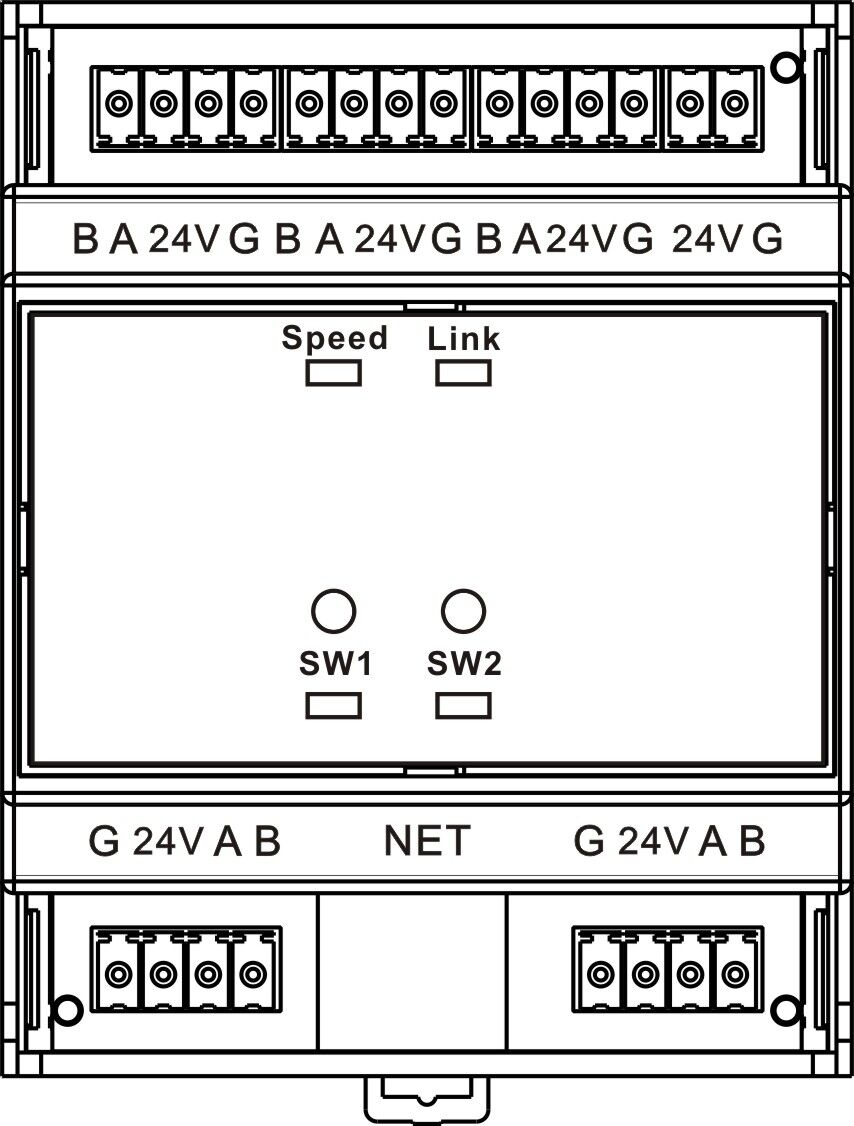 B A 24V G B A 24V G B A 24V G 24V G
Speed Link
SW1 SW2
G 24V A B NET G 24V A B